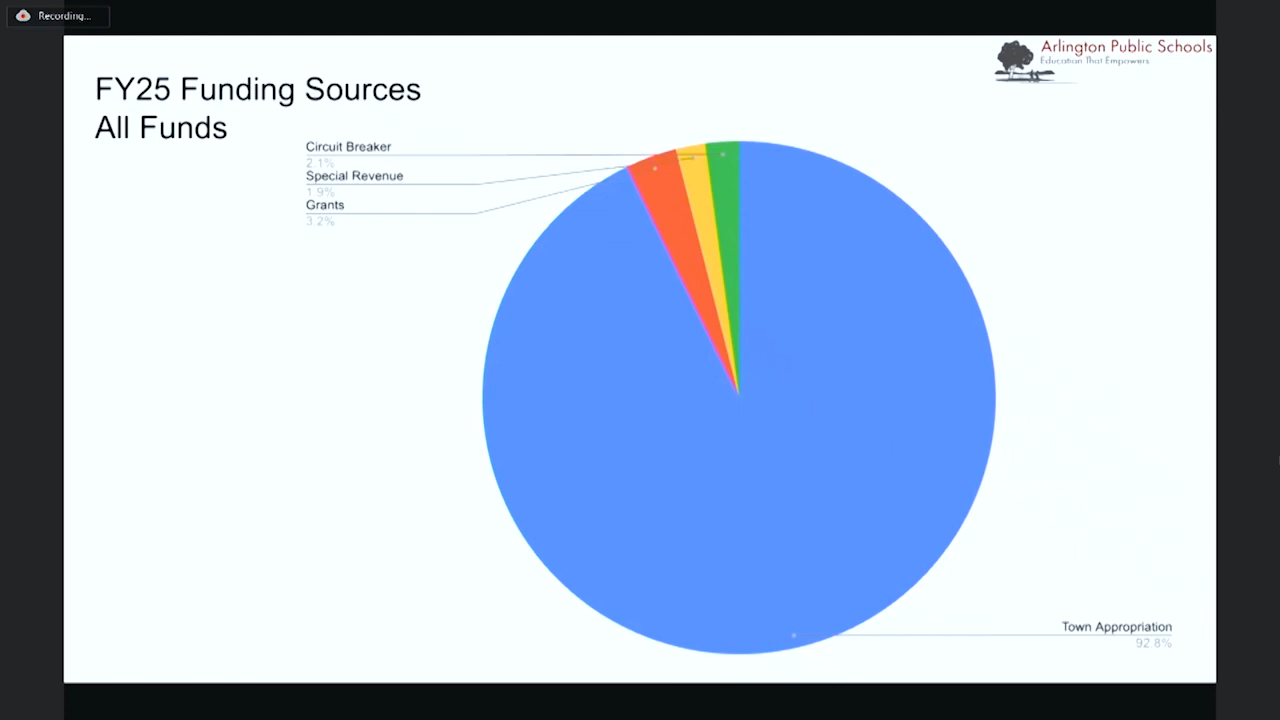 Recording...
Arlington Public Schools
Education That Empowers
FY25 Funding Sources
All Funds
Circuit Breaker
2.1%
Special Revenue
1.9%
Grants
3.2%
Town Appropriation
92.8%